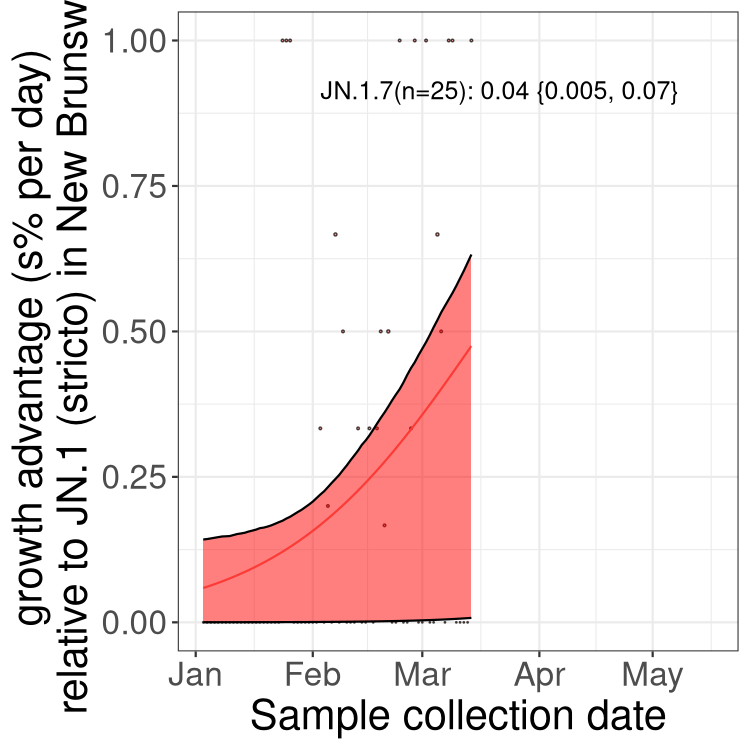 growth advantage (s% per day)
relative to JN.1 (stricto) in New Brunsw
1.00
0.75
0.50
0.25
0.00
JN.1.7(n=25): 0.04 {0.005, 0.07}
Jan Feb Mar Apr May
Sample collection date